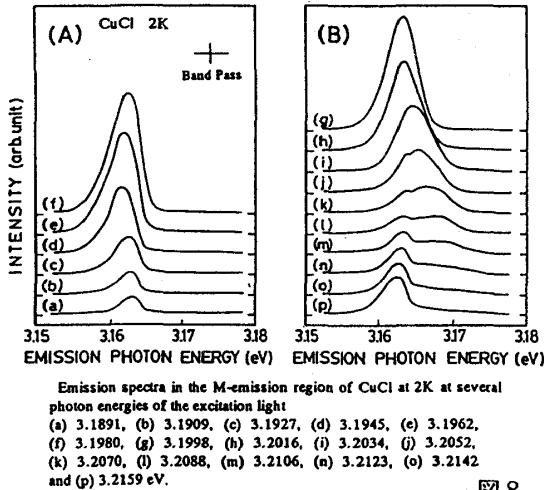 (A) CuCl 2K
Band Pass
(B)
INTENSITY (arb.unit)
(f)
(e)
(d)
(c)
(b)
(a)
(g)
(h)
(i)
(j)
(k)
(l)
(m)
(n)
(o)
(p)
3.15 3.16 3.17 3.18
EMISSION PHOTON ENERGY (eV)
3.15 3.16 3.17 3.18
EMISSION PHOTON ENERGY (eV)
Emission spectra in the M-emission region of CuCl at 2K at several
photon energies of the excitation light
(a) 3.1891, (b) 3.1909, (c) 3.1927, (d) 3.1945, (e) 3.1962,
(f) 3.1980, (g) 3.1998, (h) 3.2016, (i) 3.2034, (j) 3.2052,
(k) 3.2070, (l) 3.2088, (m) 3.2106, (n) 3.2123, (o) 3.2142
and (p) 3.2159 eV.